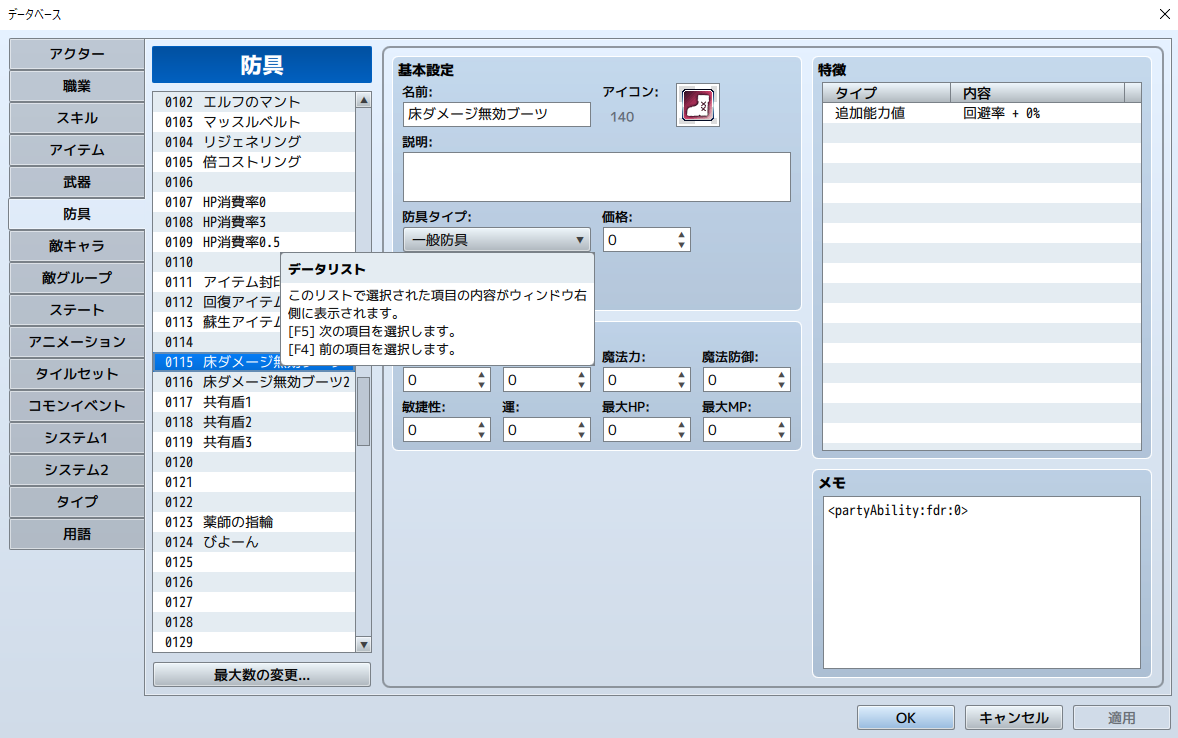 データベース
アクター
職業
スキル
アイテム
武器
防具
敵キャラ
敵グループ
ステート
アニメーション
タイルセット
コモンイベント
システム1
システム2
タイプ
用語
防具
0102 エルフのマント
0103 マッスルベルト
0104 リジェネリング
0105 倍コストリング
0106
0107 HP消費率0
0108 HP消費率3
0109 HP消費率0.5
0110
0111 アイテム封印
0112 回復アイテム
0113 蘇生アイテム
0114
0115 床ダメージ無効ブーツ
0116 床ダメージ無効ブーツ2
0117 共有盾1
0118 共有盾2
0119 共有盾3
0120
0121
0122
0123 薬師の指輪
0124 びよーん
0125
0126
0127
0128
0129
最大数の変更...
データリスト
このリストで選択された項目の内容がウィンドウ右
側に表示されます。
[F5] 次の項目を選択します。
[F4] 前の項目を選択します。
基本設定
名前: アイコン:
床ダメージ無効ブーツ 140
説明:
防具タイプ: 価格:
一般防具 0
魔法力: 魔法防御:
0 0 0 0
敏捷性: 運: 最大HP: 最大MP:
0 0 0 0
特徴
タイプ 内容
追加能力値 回避率 + 0%
メモ
<partyAbility:fdr:0>
OK キャンセル 適用